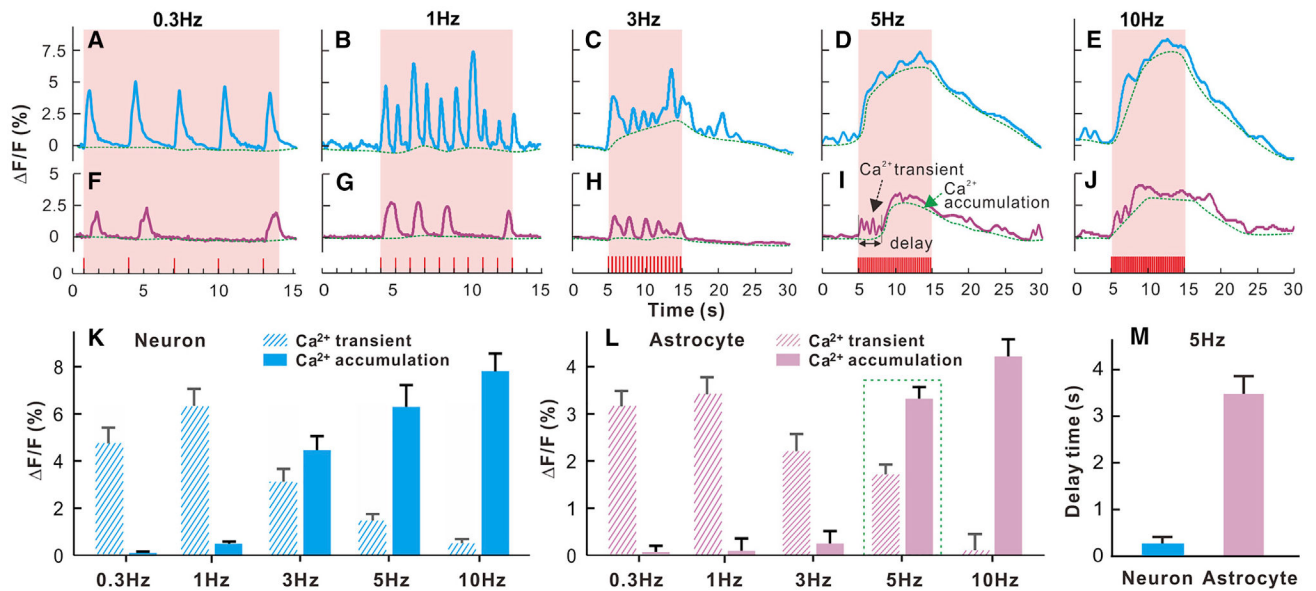 0.3Hz 1Hz 3Hz 5Hz 10Hz
A B C D E
ΔF/F (%)
7.5
5
2.5
0
F G H I J
5
2.5
0
0
Ca²⁺ transient
Ca²⁺
accumulation
delay
0 5 10 15 0 5 10 15 0 5 10 15 20 25 30 0 5 10 15 20 25 30 0 5 10 15 20 25 30
Time (s)
K Neuron
Ca²⁺ transient
Ca²⁺ accumulation
ΔF/F (%)
8
6
4
2
0
0.3Hz 1Hz 3Hz 5Hz 10Hz
L Astrocyte
Ca²⁺ transient
Ca²⁺ accumulation
ΔF/F (%)
4
3
2
1
0
0.3Hz 1Hz 3Hz 5Hz 10Hz
M 5Hz
Delay time (s)
4
3
2
1
0
Neuron Astrocyte